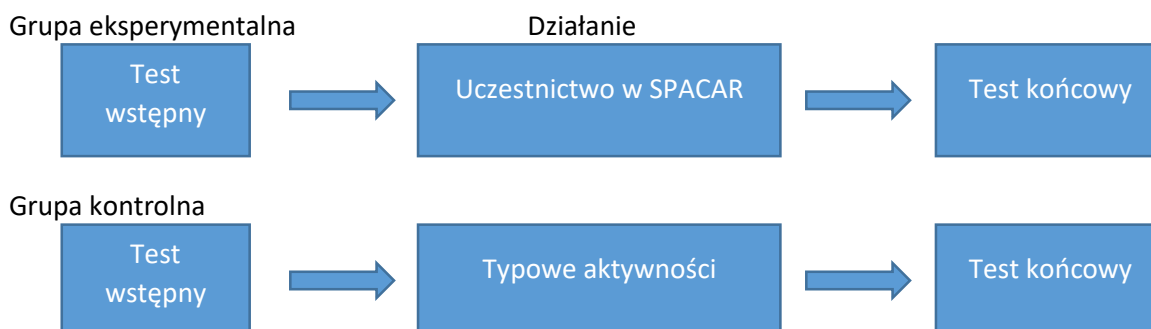 Grupa eksperymentalna Działanie
Test
wstępny
Uczestnictwo w SPACAR
Test końcowy
Grupa kontrolna
Test
wstępny
Typowe aktywności
Test końcowy